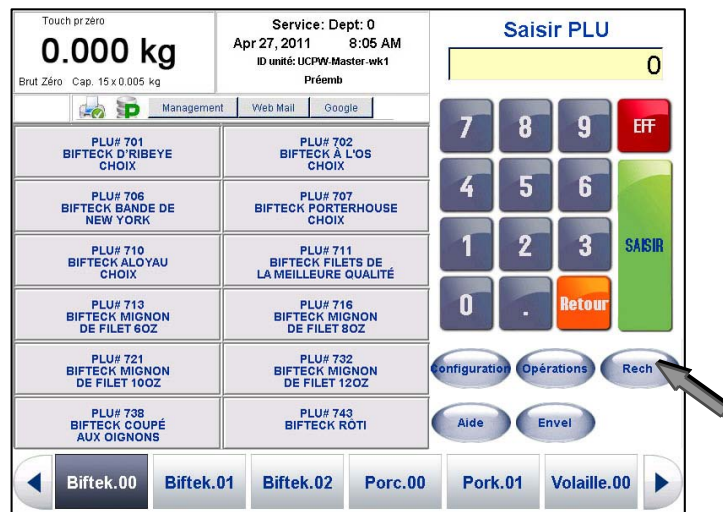 Touch pr zéro
0.000 kg
Brut Zéro Cap. 15 x 0.005 kg
Service: Dept: 0
Apr 27, 2011 8:05 AM
ID unité: UCPW-Master-wk1
Préemb
Saisir PLU
0
Management Web Mail Google
PLU# 701
BIFTECK D'RIBEYE
CHOIX
PLU# 702
BIFTECK À L'OS
CHOIX
PLU# 706
BIFTECK BANDE DE
NEW YORK
PLU# 707
BIFTECK PORTERHOUSE
CHOIX
PLU# 710
BIFTECK ALOYAU
CHOIX
PLU# 711
BIFTECK FILETS DE
LA MEILLEURE QUALITÉ
PLU# 713
BIFTECK MIGNON
DE FILET 6OZ
PLU# 716
BIFTECK MIGNON
DE FILET 8OZ
PLU# 721
BIFTECK MIGNON
DE FILET 10OZ
PLU# 732
BIFTECK MIGNON
DE FILET 12OZ
PLU# 738
BIFTECK COUPÉ
AUX OIGNONS
PLU# 743
BIFTECK RÔTI
7 8 9 EFF
4 5 6
1 2 3 SAISIR
0 . Retour
Configuration Opérations Rech
Aide Envel
Biftek.00 Biftek.01 Biftek.02 Porc.00 Pork.01 Volaille.00